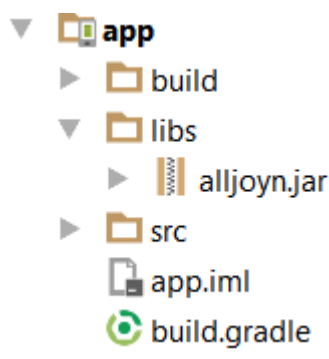 app
build
libs
alljoyn.jar
src
app.iml
build.gradle